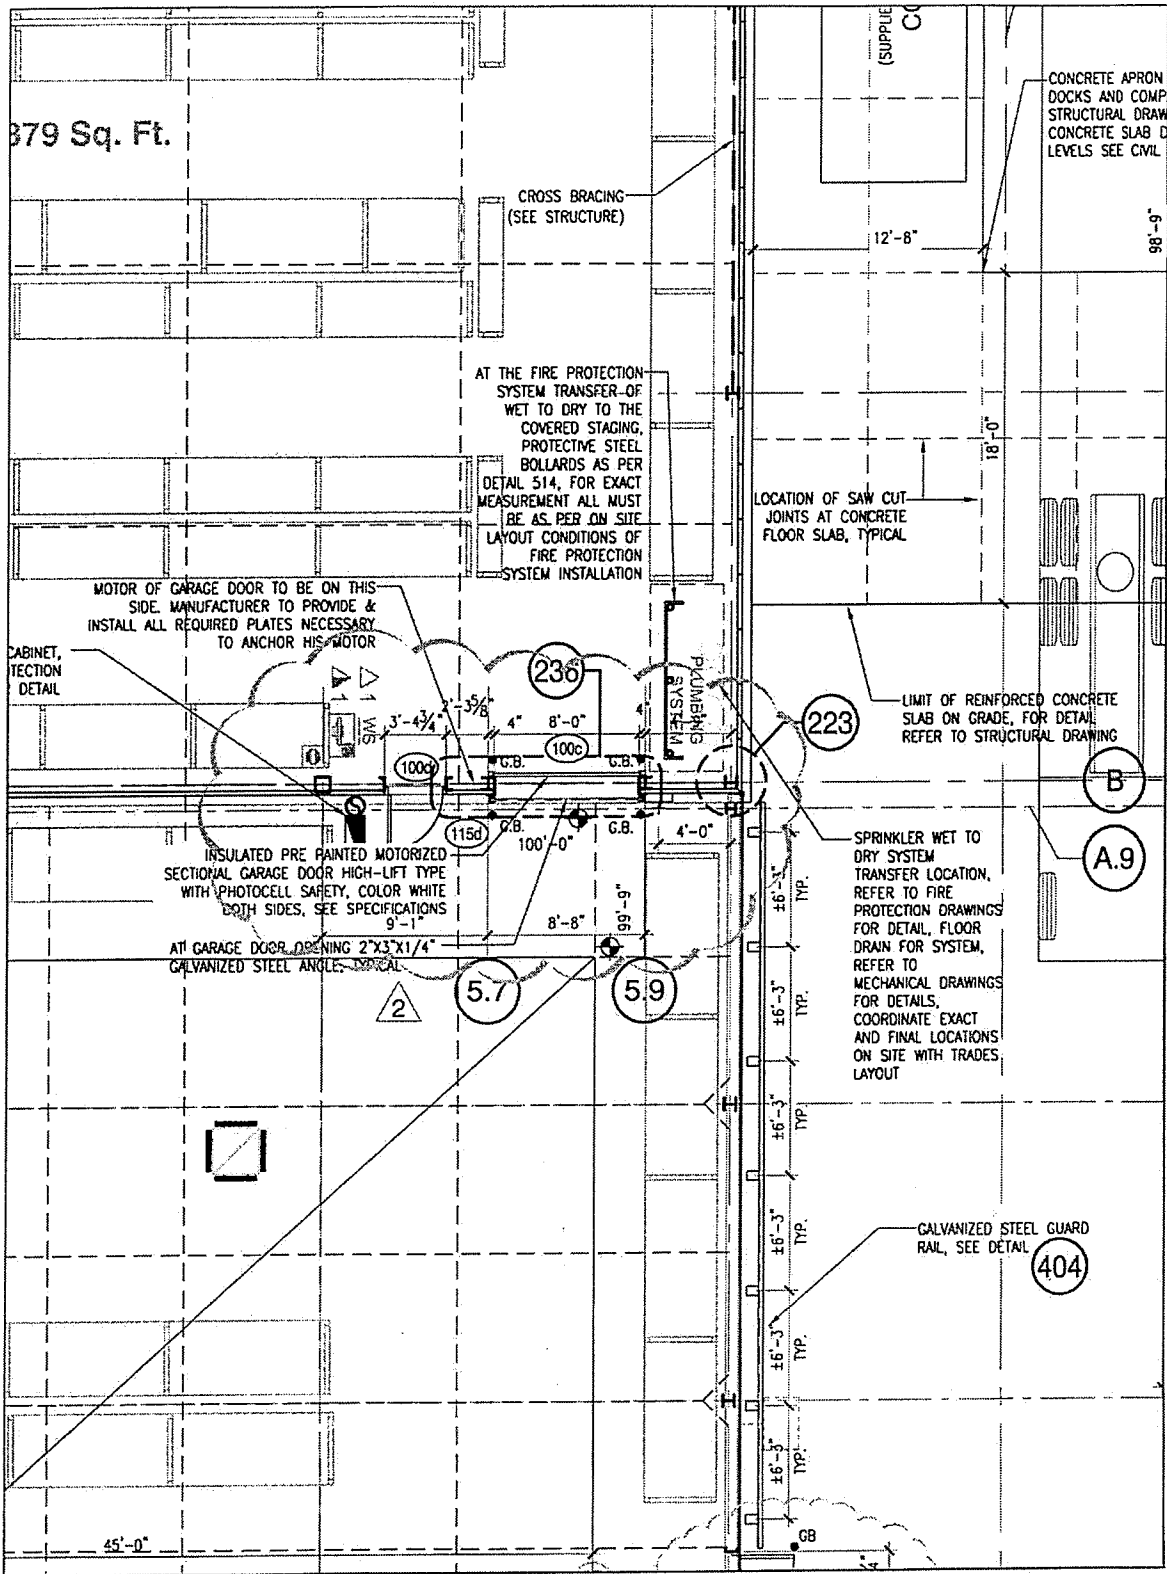 (SUPPLIE
CO
CONCRETE APRON
DOCKS AND COMP
STRUCTURAL DRAW
CONCRETE SLAB D
LEVELS SEE CIVIL
379 Sq. Ft.
CROSS BRACING
(SEE STRUCTURE)
12'-8"
98'-9"
AT THE FIRE PROTECTION
SYSTEM TRANSFER OF
WET TO DRY TO THE
COVERED STAGING,
PROTECTIVE STEEL
BOLLARDS AS PER
DETAIL 514, FOR EXACT
MEASUREMENT ALL MUST
BE AS PER ON SITE
LAYOUT CONDITIONS OF
FIRE PROTECTION
SYSTEM INSTALLATION
18'-0"
LOCATION OF SAW CUT
JOINTS AT CONCRETE
FLOOR SLAB, TYPICAL
MOTOR OF GARAGE DOOR TO BE ON THIS
SIDE. MANUFACTURER TO PROVIDE &
INSTALL ALL REQUIRED PLATES NECESSARY
TO ANCHOR HIS MOTOR
CABINET,
TECTION
DETAIL
1
1
W5
236
PLUMBING
SYSTEM
223
LIMIT OF REINFORCED CONCRETE
SLAB ON GRADE, FOR DETAIL
REFER TO STRUCTURAL DRAWING
3'-4¾"
2'-3⅝"
4"
8'-0"
4"
100d
100c
G.B.
G.B.
B
115d
G.B.
G.B.
100'-0"
4'-0"
A.9
INSULATED PRE PAINTED MOTORIZED
SECTIONAL GARAGE DOOR HIGH-LIFT TYPE
WITH PHOTOCELL SAFETY, COLOR WHITE
BOTH SIDES, SEE SPECIFICATIONS
9'-1"
8'-8"
99'-9"
AT GARAGE DOOR OPENING 2"X3"X1/4"
GALVANIZED STEEL ANGLE, TYPICAL
2
5.7
5.9
SPRINKLER WET TO
DRY SYSTEM
TRANSFER LOCATION,
REFER TO FIRE
PROTECTION DRAWINGS
FOR DETAIL, FLOOR
DRAIN FOR SYSTEM,
REFER TO
MECHANICAL DRAWINGS
FOR DETAILS,
COORDINATE EXACT
AND FINAL LOCATIONS
ON SITE WITH TRADES
LAYOUT
±6'-3"
TYP.
±6'-3"
TYP.
±6'-3"
TYP.
±6'-3"
TYP.
±6'-3"
TYP.
±6'-3"
TYP.
GALVANIZED STEEL GUARD
RAIL, SEE DETAIL
404
45'-0"
GB